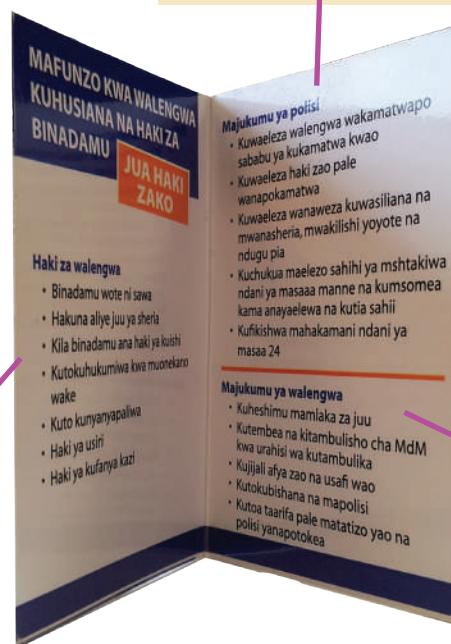 MAFUNZO KWA WALENGWA
KUHUSIANA NA HAKI ZA
BINADAMU
JUA HAKI
ZAKO
Haki za walengwa
• Binadamu wote ni sawa
• Hakuna aliye juu ya sheria
• Kila binadamu ana haki ya kuishi
• Kutokuhukumiwa kwa muonekano
wake
• Kuto kunyanyapaliwa
• Haki ya usiri
• Haki ya kufanya kazi
Majukumu ya polisi
• Kuwaeleza walengwa wakamatwapo
sababu ya kukamatwa kwao
• Kuwaeleza haki zao pale
wanapokamatwa
• Kuwaeleza wanaweza kuwasiliana na
mwanasheria, mwakilishi yoyote na
ndugu pia
• Kuchukua maelezo sahihi ya mshtakiwa
ndani ya masaaa manne na kumsomea
kama anayaelewa na kutia sahii
• Kufikishwa mahakamani ndani ya
masaa 24
Majukumu ya walengwa
• Kuheshimu mamlaka za juu
• Kutembea na kitambulisho cha MdM
kwa urahisi wa kutambulika
• Kujijali afya zao na usafi wao
• Kutokubishana na mapolisi
• Kutoa taarifa pale matatizo yao na
polisi yanapotokea